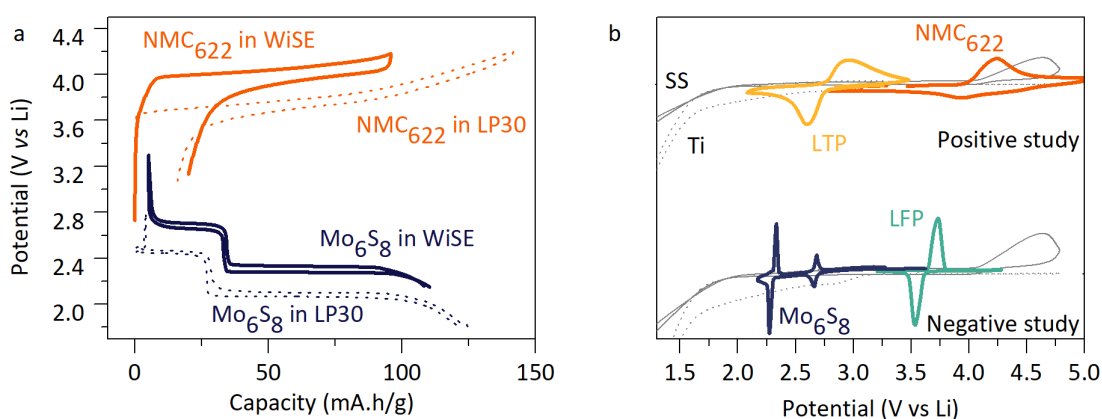 a
Potential (V vs Li)
4.4
4.0
3.6
3.2
2.8
2.4
2.0
NMC622 in WiSE
NMC622 in LP30
Mo6S8 in WiSE
Mo6S8 in LP30
0
50
100
150
Capacity (mA.h/g)
b
NMC622
SS
LTP
Positive study
Ti
LFP
Mo6S8
Negative study
1.5
2.0
2.5
3.0
3.5
4.0
4.5
5.0
Potential (V vs Li)